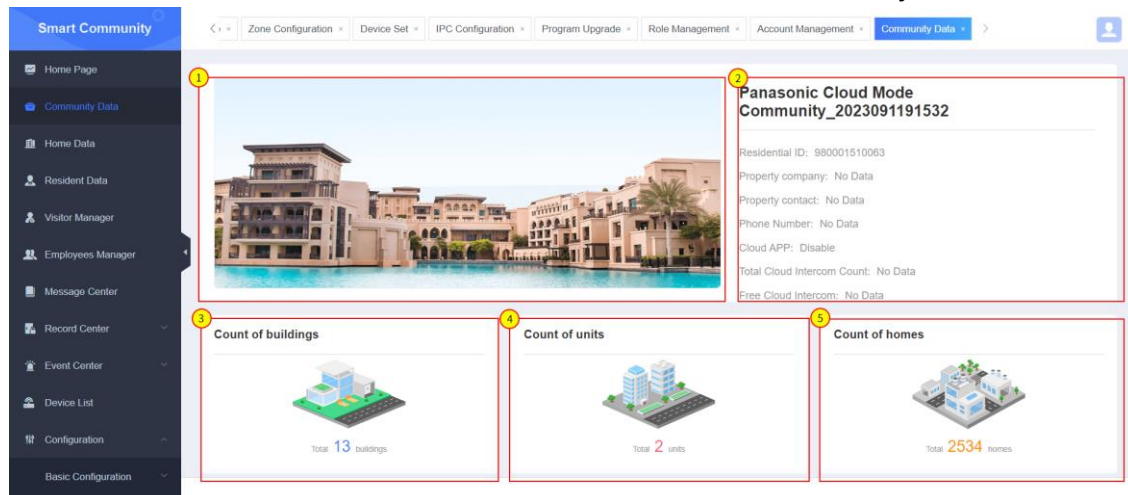 Smart Community
Zone Configuration × Device Set × IPC Configuration × Program Upgrade × Role Management × Account Management × Community Data ×
Home Page
Community Data
Home Data
Resident Data
Visitor Manager
Employees Manager
Message Center
Record Center
Event Center
Device List
Configuration
Basic Configuration
1
2
Panasonic Cloud Mode
Community_2023091191532
Residential ID: 980001510063
Property company: No Data
Property contact: No Data
Phone Number: No Data
Cloud APP: Disable
Total Cloud Intercom Count: No Data
Free Cloud Intercom: No Data
3
Count of buildings
Total 13 buildings
4
Count of units
Total 2 units
5
Count of homes
Total 2534 homes